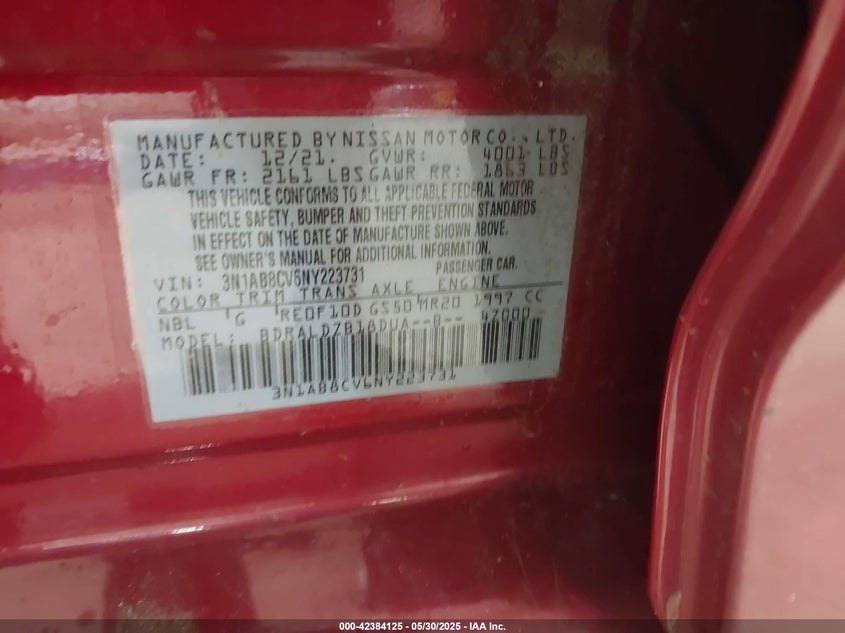 MANUFACTURED BY NISSAN MOTOR CO., LTD.
DATE: 12/21. GVWR: 4001 LBS
GAWR FR: 2161 LBS GAWR RR: 1863 LBS
THIS VEHICLE CONFORMS TO ALL APPLICABLE FEDERAL MOTOR
VEHICLE SAFETY, BUMPER AND THEFT PREVENTION STANDARDS
IN EFFECT ON THE DATE OF MANUFACTURE SHOWN ABOVE.
SEE OWNER'S MANUAL FOR ADDITIONAL INFORMATION.
VIN: 3N1AB8CV6NY223731 PASSENGER CAR.
COLOR TRIM TRANS AXLE ENGINE
NBL G RE0F10D GS50 MR20 1997 CC
MODEL: BDRALDZB18DUA--B-- 47000
3N1AB8CV6NY223731
000-42384125 - 05/30/2025 - IAA Inc.